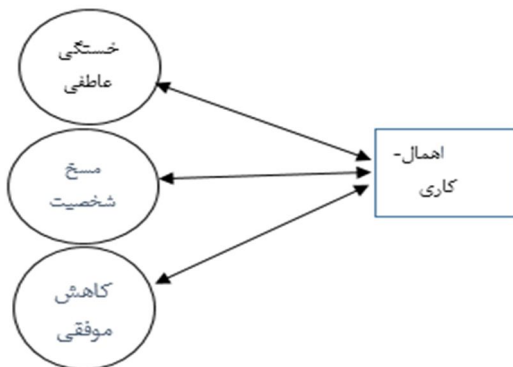 خستگی
عاطفی
مسخ
شخصیت
کاهش
موفقی
اهمال-
کاری